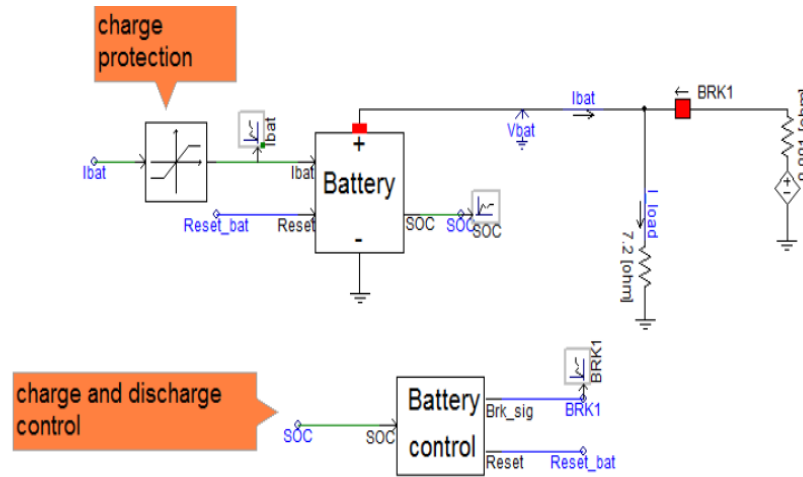 charge
protection
Ibat
Ibat
BRK1
Vbat
Ibat
Ibat
+
Battery
-
Reset_bat
Reset
SOC
SOC
SOC
I_load
7.2 [ohm]
charge and discharge
control
SOC
SOC
Battery
control
Brk_sig
BRK1
BRK1
Reset
Reset_bat